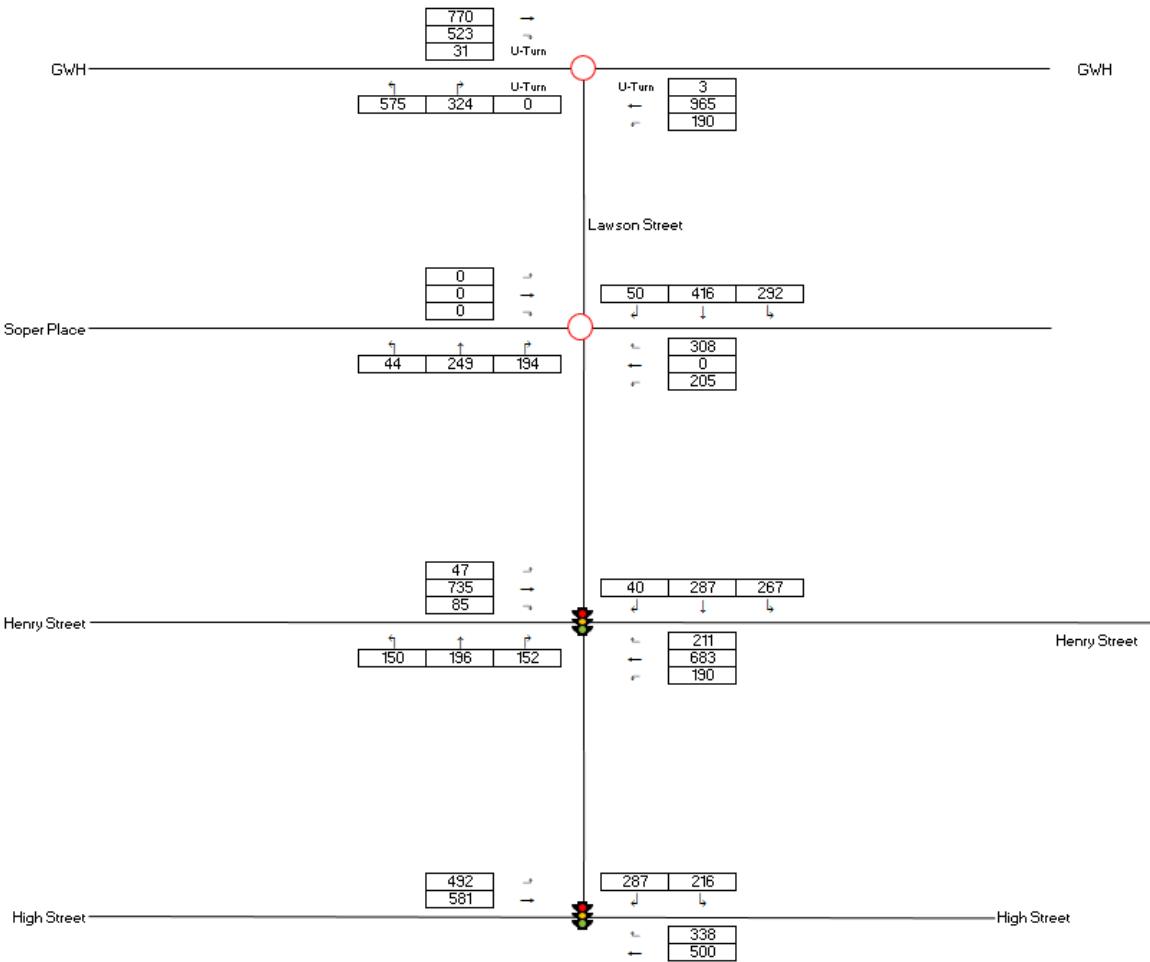 770 →
523
31 U-Turn
GWH GWH
U-Turn U-Turn 3
575 324 0 ← 965
190
Lawson Street
0
0 → 50 416 292
0 ↓
Soper Place
↑ 308
44 249 194 ← 0
205
47
735 → 40 287 267
85 ↓
Henry Street Henry Street
↑ 211
150 196 152 ← 683
190
492 287 216
581 →
High Street High Street
338
← 500